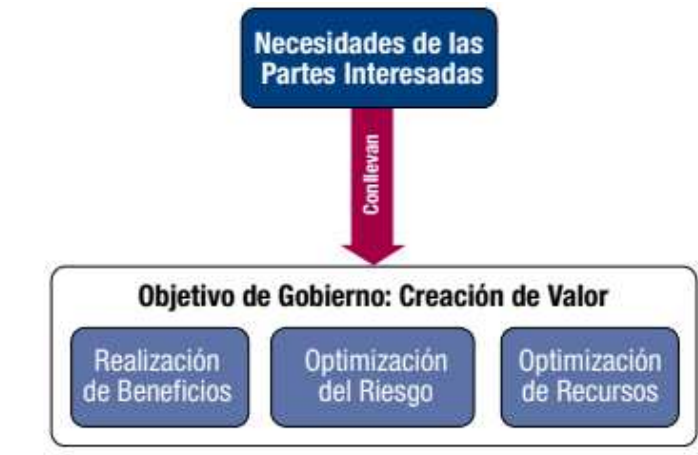 Necesidades de las
Partes Interesadas
Conllevan
Objetivo de Gobierno: Creación de Valor
Realización
de Beneficios
Optimización
del Riesgo
Optimización
de Recursos